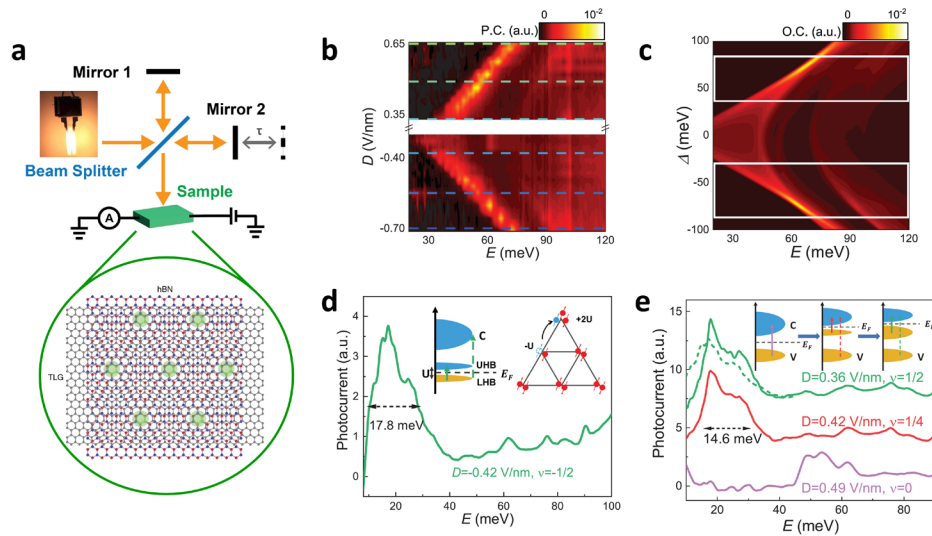 a
Mirror 1
Mirror 2
τ
Beam Splitter
Sample
A
hBN
TLG
b
P.C. (a.u.)
0
10⁻²
0.65
0.35
-0.40
-0.70
D (V/nm)
30
60
90
120
E (meV)
c
O.C. (a.u.)
0
10⁻²
100
50
0
-50
-100
Δ (meV)
30
60
90
120
E (meV)
d
Photocurrent (a.u.)
4
3
2
1
0
C
UHB
LHB
U
E_F
-U
+2U
17.8 meV
D=-0.42 V/nm, ν=-1/2
20
40
60
80
100
E (meV)
e
Photocurrent (a.u.)
15
10
5
0
C
E_F
V
E_F
V
E_F
V
D=0.36 V/nm, ν=1/2
D=0.42 V/nm, ν=1/4
14.6 meV
D=0.49 V/nm, ν=0
20
40
60
80
E (meV)